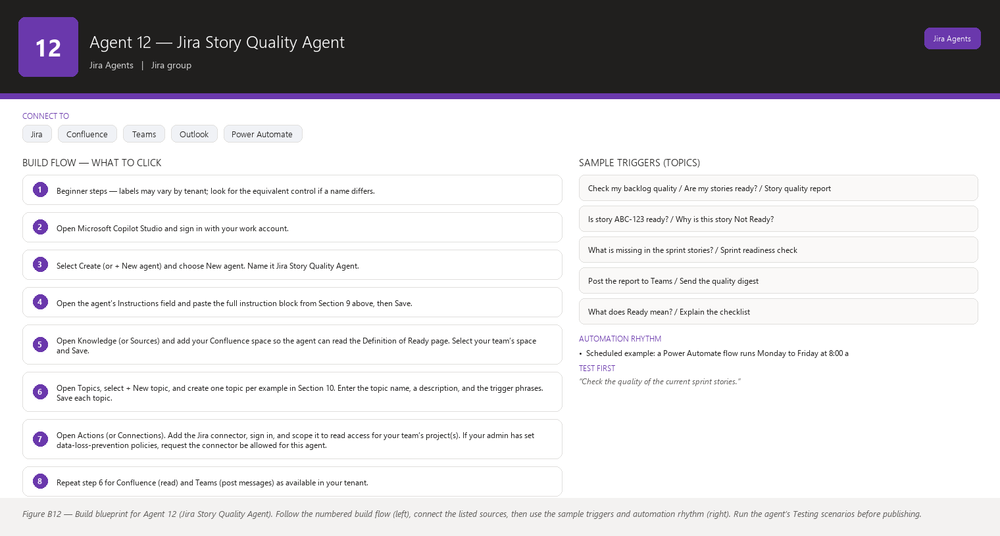 12
Agent 12 — Jira Story Quality Agent
Jira Agents | Jira group
Jira Agents
CONNECT TO
Jira
Confluence
Teams
Outlook
Power Automate
BUILD FLOW — WHAT TO CLICK
1
Beginner steps — labels may vary by tenant; look for the equivalent control if a name differs.
2
Open Microsoft Copilot Studio and sign in with your work account.
3
Select Create (or + New agent) and choose New agent. Name it Jira Story Quality Agent.
4
Open the agent's Instructions field and paste the full instruction block from Section 9 above, then Save.
5
Open Knowledge (or Sources) and add your Confluence space so the agent can read the Definition of Ready page. Select your team's space
and Save.
6
Open Topics, select + New topic, and create one topic per example in Section 10. Enter the topic name, a description, and the trigger phrases.
Save each topic.
7
Open Actions (or Connections). Add the Jira connector, sign in, and scope it to read access for your team's project(s). If your admin has set
data-loss-prevention policies, request the connector be allowed for this agent.
8
Repeat step 6 for Confluence (read) and Teams (post messages) as available in your tenant.
SAMPLE TRIGGERS (TOPICS)
Check my backlog quality / Are my stories ready? / Story quality report
Is story ABC-123 ready? / Why is this story Not Ready?
What is missing in the sprint stories? / Sprint readiness check
Post the report to Teams / Send the quality digest
What does Ready mean? / Explain the checklist
AUTOMATION RHYTHM
• Scheduled example: a Power Automate flow runs Monday to Friday at 8:00 a
TEST FIRST
"Check the quality of the current sprint stories."
Figure B12 — Build blueprint for Agent 12 (Jira Story Quality Agent). Follow the numbered build flow (left), connect the listed sources, then use the sample triggers and automation rhythm (right). Run the agent's Testing scenarios before publishing.